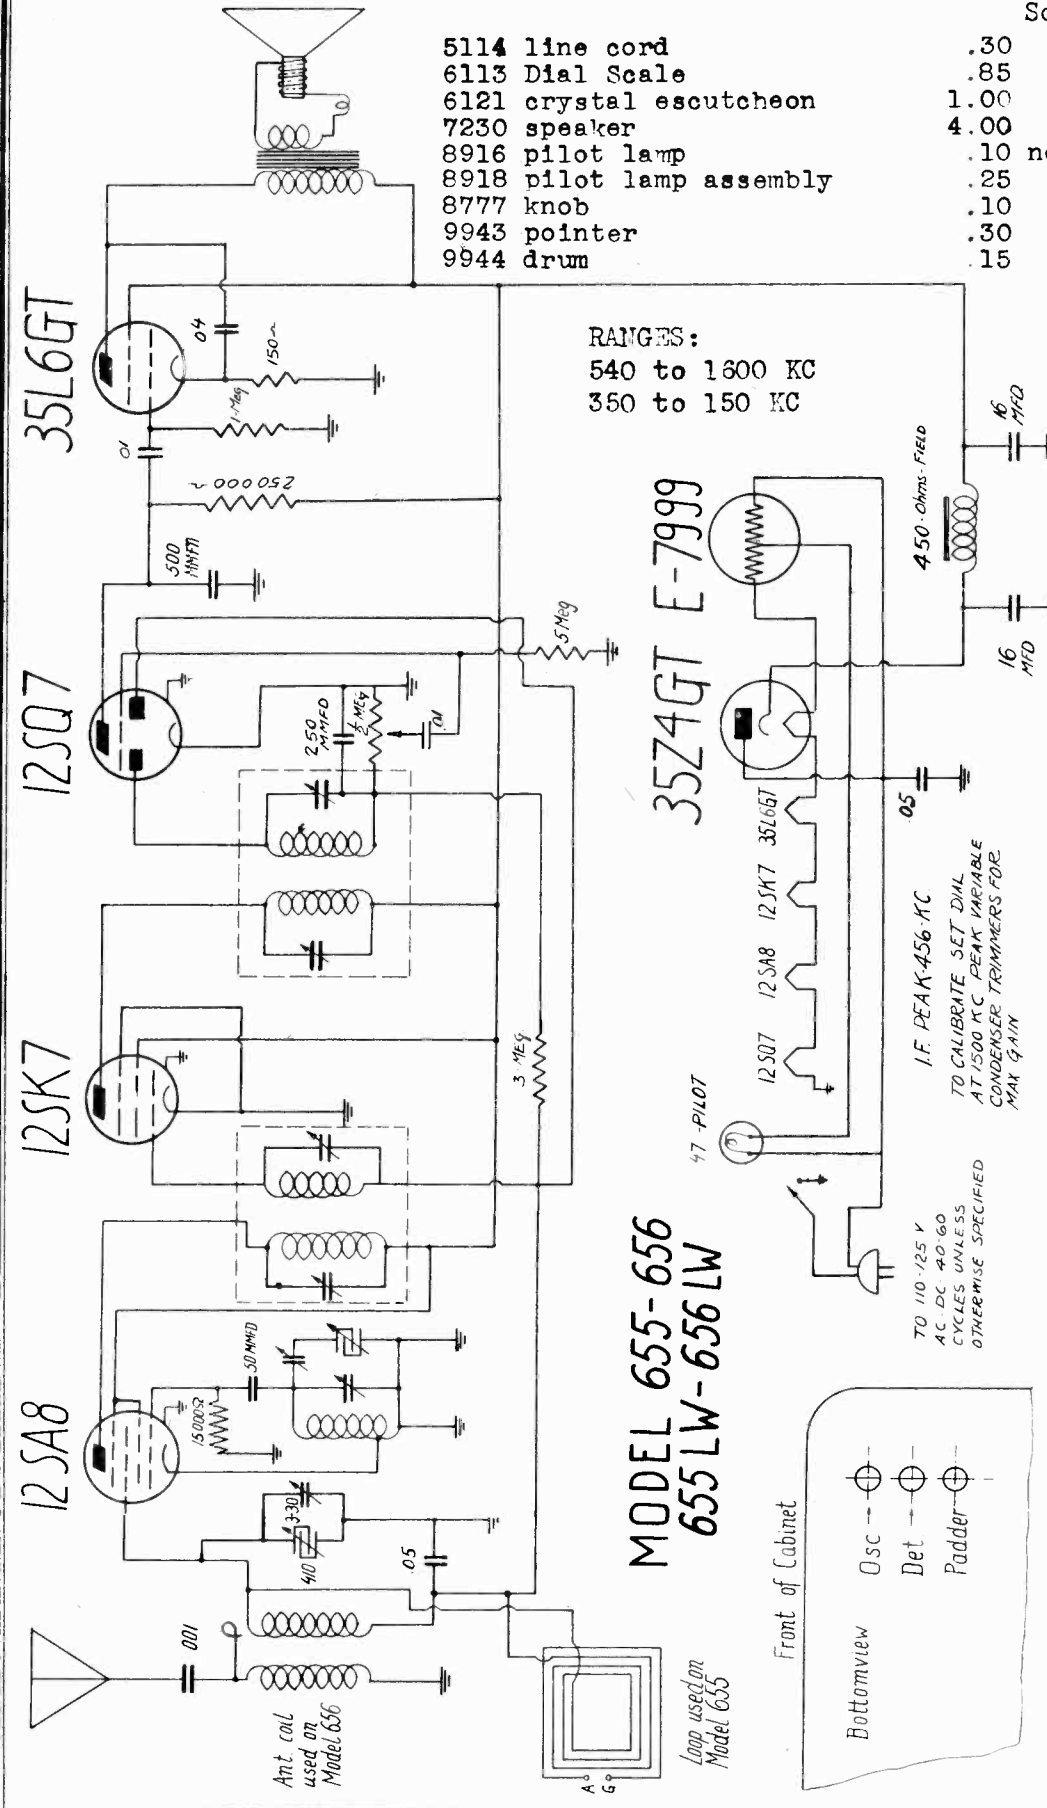 So
5114 line cord .30
6113 Dial Scale .85
6121 crystal escutcheon 1.00
7230 speaker 4.00
8916 pilot lamp .10 ne
8918 pilot lamp assembly .25
8777 knob .10
9943 pointer .30
9944 drum .15
RANGES:
540 to 1600 KC
350 to 150 KC
35L6GT
.04
150~
1-Meg
.01
250 000 ~
500
MMFD
12SQ7
5 Meg
250
MMFD
½ MEG
.01
12SK7
3 MEG
12SA8
15000Ω
50 MMFD
3-30
410
.05
.001
Ant. coil
used on
Model 656
A G
Loop used on
Model 655
35Z4GT E-7999
450-Ohms-FIELD
16
MFD
16
MFD
.05
12SQ7 12SA8 12SK7 35L6GT
47-PILOT
I.F. PEAK-456-KC
TO CALIBRATE SET DIAL
AT 1500 KC PEAK VARIABLE
CONDENSER TRIMMERS FOR
MAX GAIN
TO 110-125 V
AC-DC 40-60
CYCLES UNLESS
OTHERWISE SPECIFIED
MODEL 655-656
655LW-656LW
Front of Cabinet
Bottomview
Osc
Det
Padder